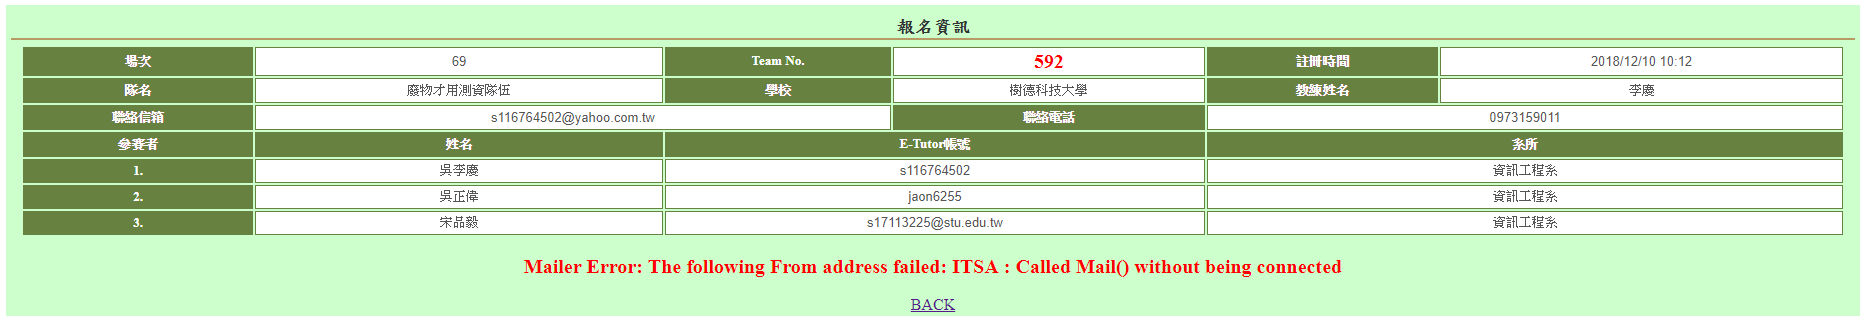 報名資訊
場次 69 Team No. 592 註冊時間 2018/12/10 10:12
隊名 廢物才用測資隊伍 學校 樹德科技大學 教練姓名 李慶
聯絡信箱 s116764502@yahoo.com.tw 聯絡電話 0973159011
參賽者 姓名 E-Tutor帳號 系所
1. 吳李慶 s116764502 資訊工程系
2. 吳正偉 jaon6255 資訊工程系
3. 宋品毅 s17113225@stu.edu.tw 資訊工程系
Mailer Error: The following From address failed: ITSA : Called Mail() without being connected
BACK